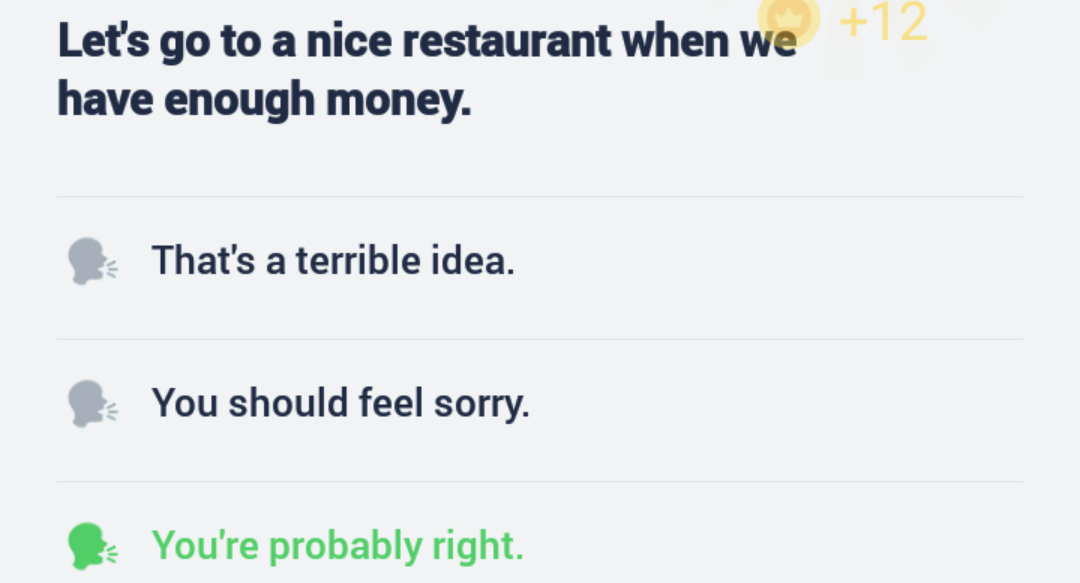 Let's go to a nice restaurant when we
+12
have enough money.
That's a terrible idea.
You should feel sorry.
You're probably right.